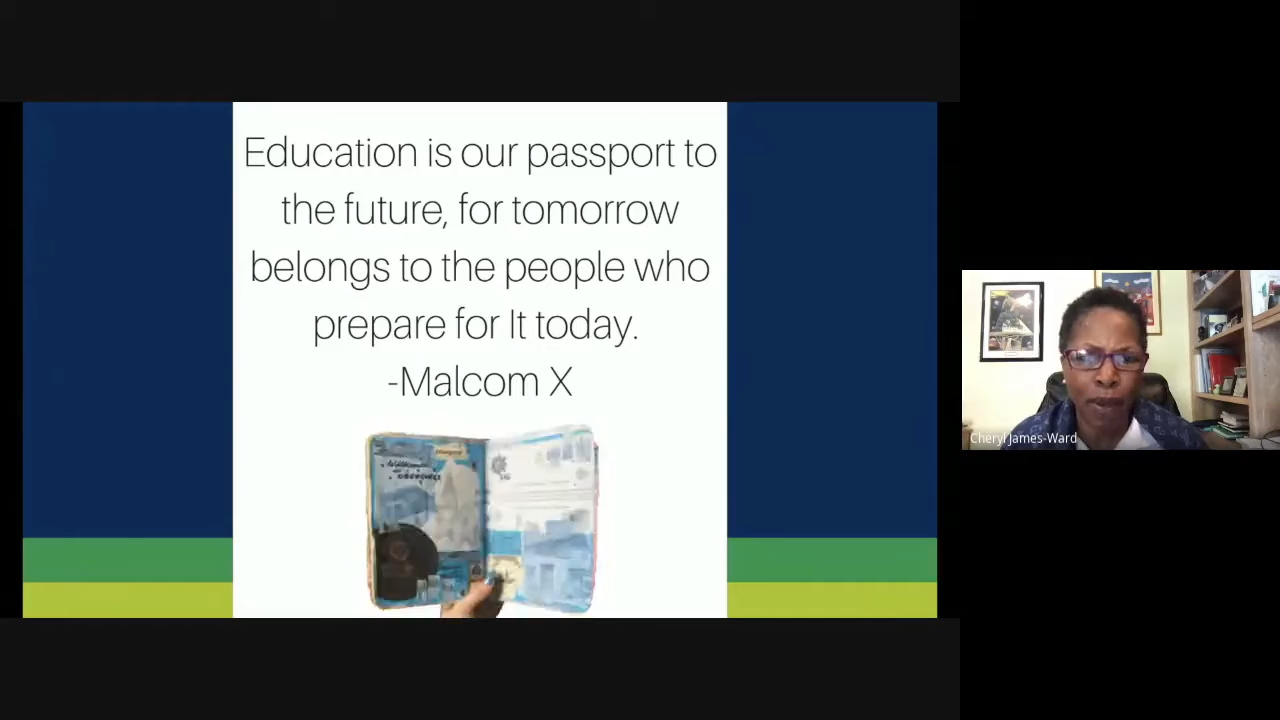 Education is our passport to
the future, for tomorrow
belongs to the people who
prepare for It today.
-Malcom X
Cheryl James-Ward